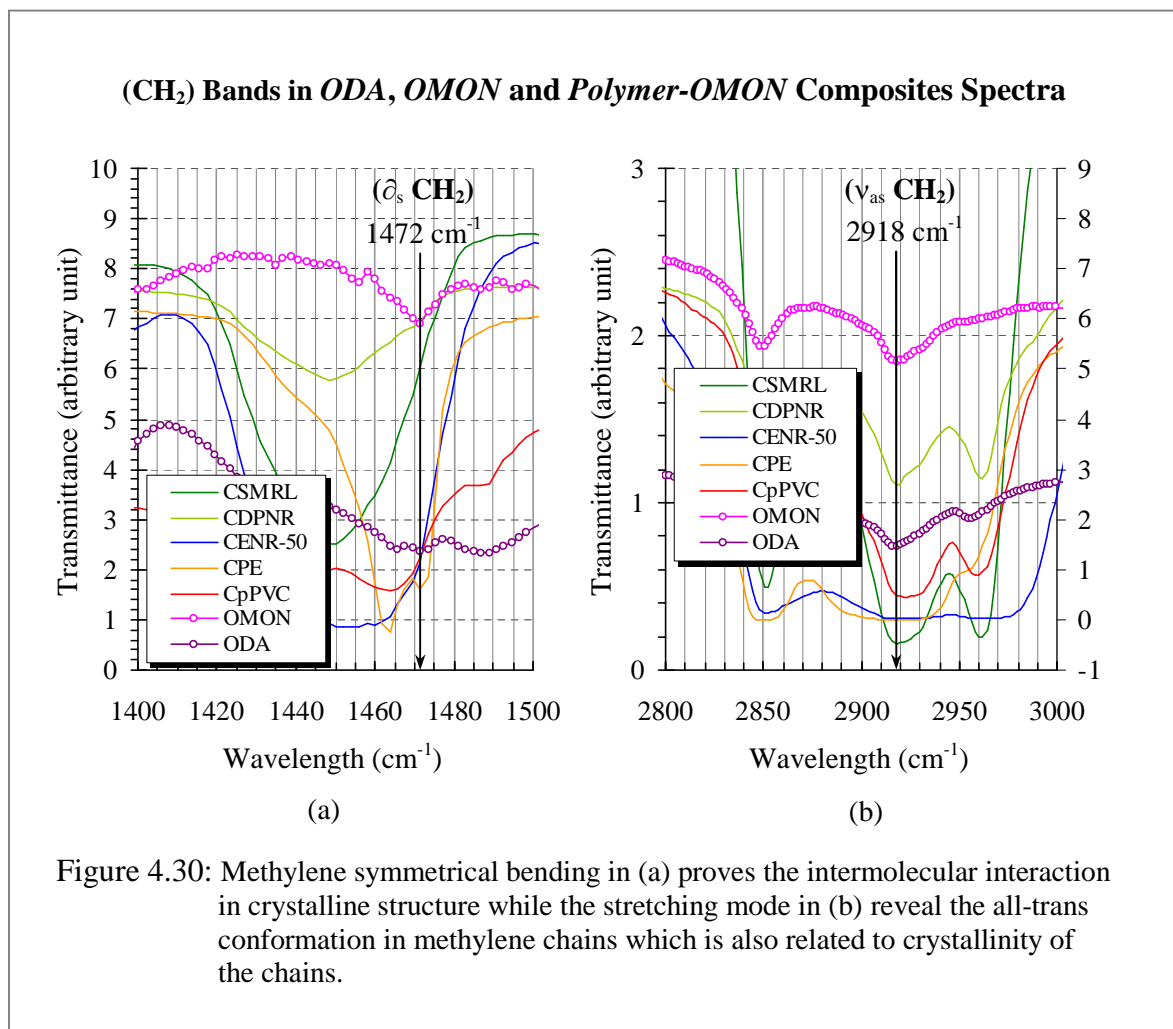 (CH₂) Bands in ODA, OMON and Polymer-OMON Composites Spectra
Transmittance (arbitrary unit)
10
9
8
7
6
5
4
3
2
1
0
(∂s CH₂)
1472 cm⁻¹
CSMRL
CDPNR
CENR-50
CPE
CpPVC
OMON
ODA
1400
1420
1440
1460
1480
1500
Wavelength (cm⁻¹)
(a)
Transmittance (arbitrary unit)
3
2
1
0
(νas CH₂)
2918 cm⁻¹
CSMRL
CDPNR
CENR-50
CPE
CpPVC
OMON
ODA
9
8
7
6
5
4
3
2
1
0
-1
2800
2850
2900
2950
3000
Wavelength (cm⁻¹)
(b)
Figure 4.30: Methylene symmetrical bending in (a) proves the intermolecular interaction
in crystalline structure while the stretching mode in (b) reveal the all-trans
conformation in methylene chains which is also related to crystallinity of
the chains.